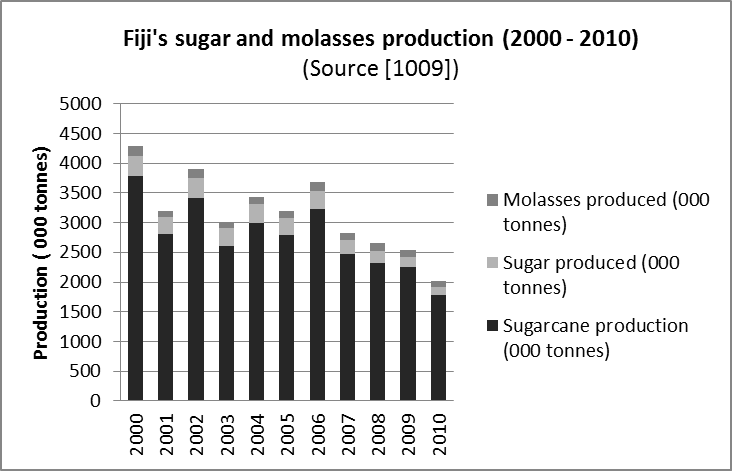 Fiji's sugar and molasses production (2000 - 2010)
(Source [1009])
Production ( 000 tonnes)
5000
4500
4000
3500
3000
2500
2000
1500
1000
500
0
2000
2001
2002
2003
2004
2005
2006
2007
2008
2009
2010
Molasses produced (000
tonnes)
Sugar produced (000
tonnes)
Sugarcane production
(000 tonnes)